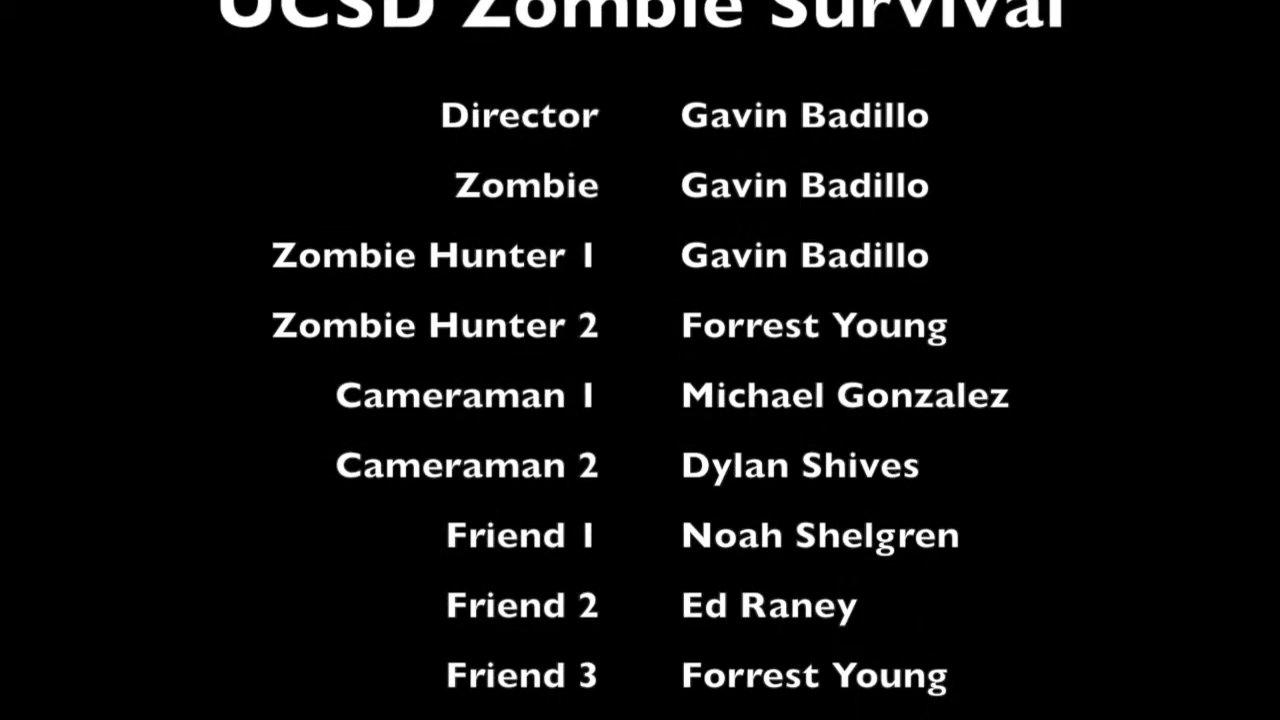 UCSD Zombie Survival
Director Gavin Badillo
Zombie Gavin Badillo
Zombie Hunter 1 Gavin Badillo
Zombie Hunter 2 Forrest Young
Cameraman 1 Michael Gonzalez
Cameraman 2 Dylan Shives
Friend 1 Noah Shelgren
Friend 2 Ed Raney
Friend 3 Forrest Young